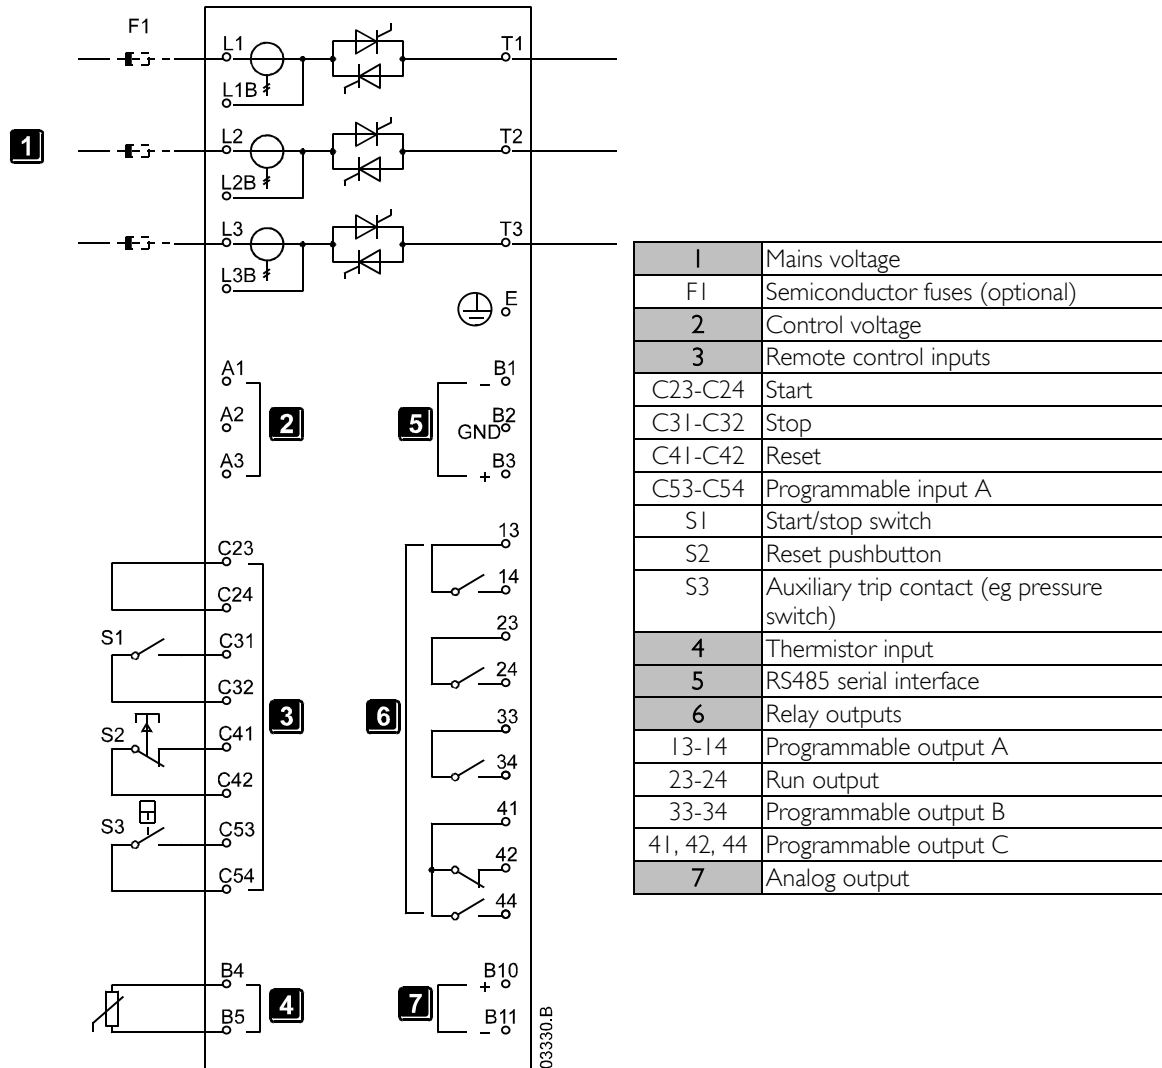 F1
L1
T1
L1B
1
L2
T2
L2B
L3
T3
L3B
E
A1
B1
-
A2
2
5
B2
GND
A3
B3
+
C23
13
C24
14
S1
C31
23
C32
24
3
6
S2
C41
33
C42
34
S3
C53
41
C54
42
44
B4
B10
+
4
7
B5
B11
-
03330.B
1 Mains voltage
F1 Semiconductor fuses (optional)
2 Control voltage
3 Remote control inputs
C23-C24 Start
C31-C32 Stop
C41-C42 Reset
C53-C54 Programmable input A
S1 Start/stop switch
S2 Reset pushbutton
S3 Auxiliary trip contact (eg pressure
switch)
4 Thermistor input
5 RS485 serial interface
6 Relay outputs
13-14 Programmable output A
23-24 Run output
33-34 Programmable output B
41, 42, 44 Programmable output C
7 Analog output